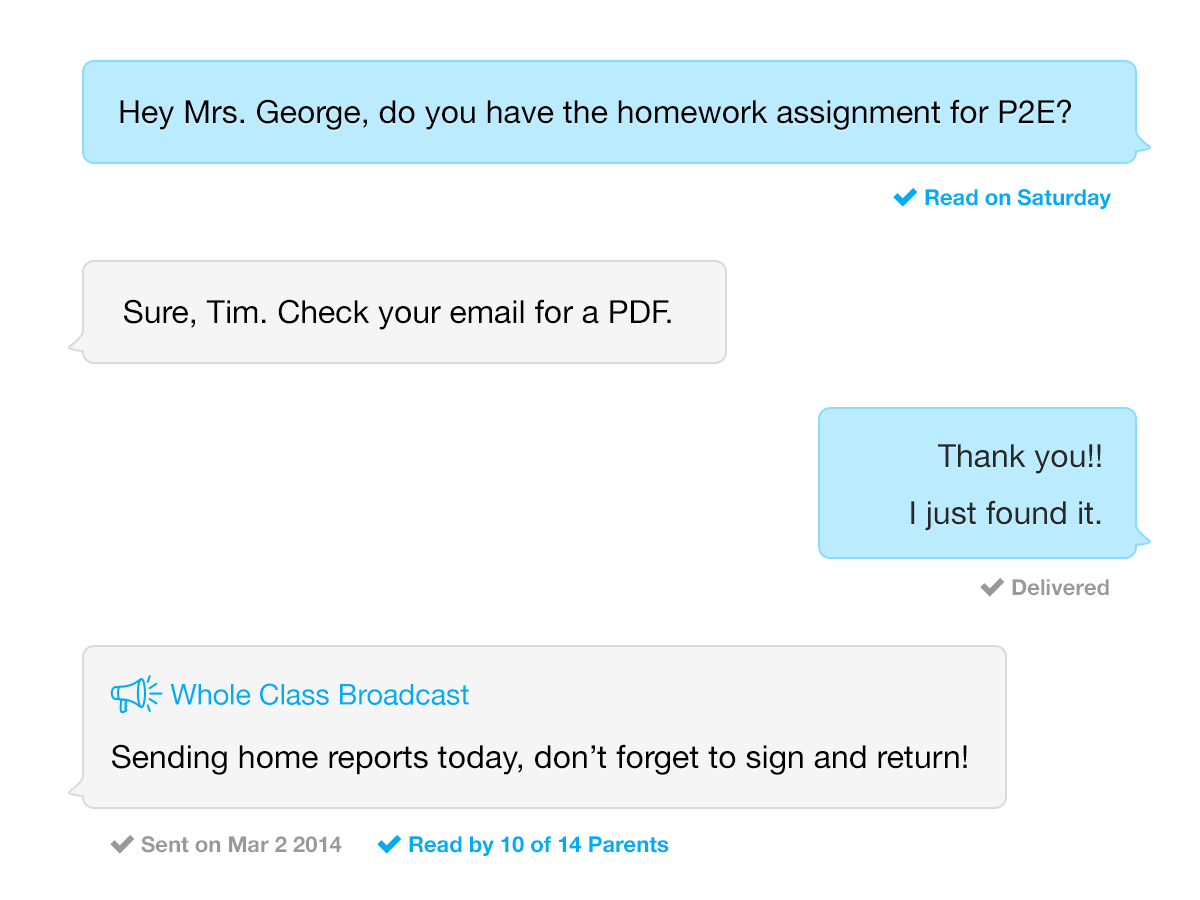 Hey Mrs. George, do you have the homework assignment for P2E?
Read on Saturday
Sure, Tim. Check your email for a PDF.
Thank you!!
I just found it.
Delivered
Whole Class Broadcast
Sending home reports today, don’t forget to sign and return!
Sent on Mar 2 2014 Read by 10 of 14 Parents